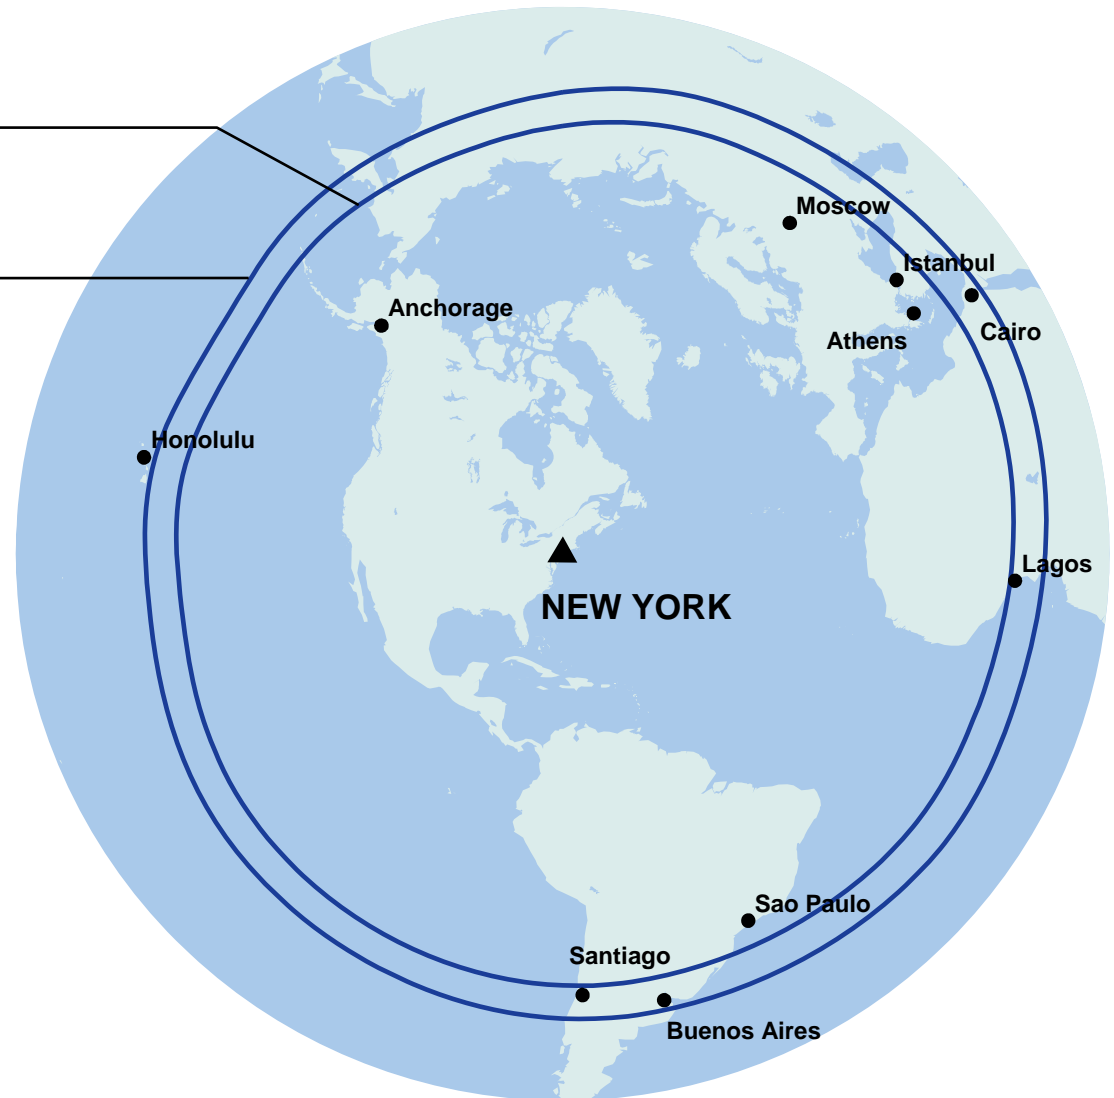 Moscow
Istanbul
Anchorage
Cairo
Athens
Honolulu
Lagos
NEW YORK
Sao Paulo
Santiago
Buenos Aires